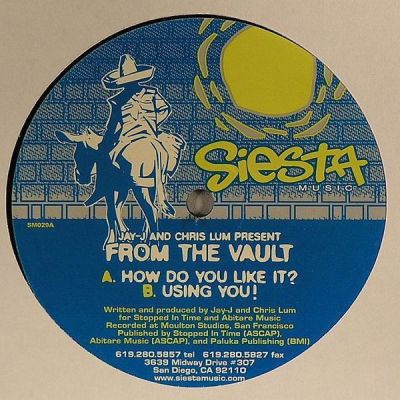 Siesta
MUSIC
SM029A
JAY-J AND CHRIS LUM PRESENT
FROM THE VAULT
A. HOW DO YOU LIKE IT?
B. USING YOU!
Written and produced by Jay-J and Chris Lum
for Stopped In Time and Abitare Music
Recorded at Moulton Studios, San Francisco
Published by Stopped in Time (ASCAP),
Abitare Music (ASCAP), and Paluka Publishing (BMI)
619.280.5857 tel 619.280.5827 fax
3639 Midway Drive #307
San Diego, CA 92110
www.siestamusic.com